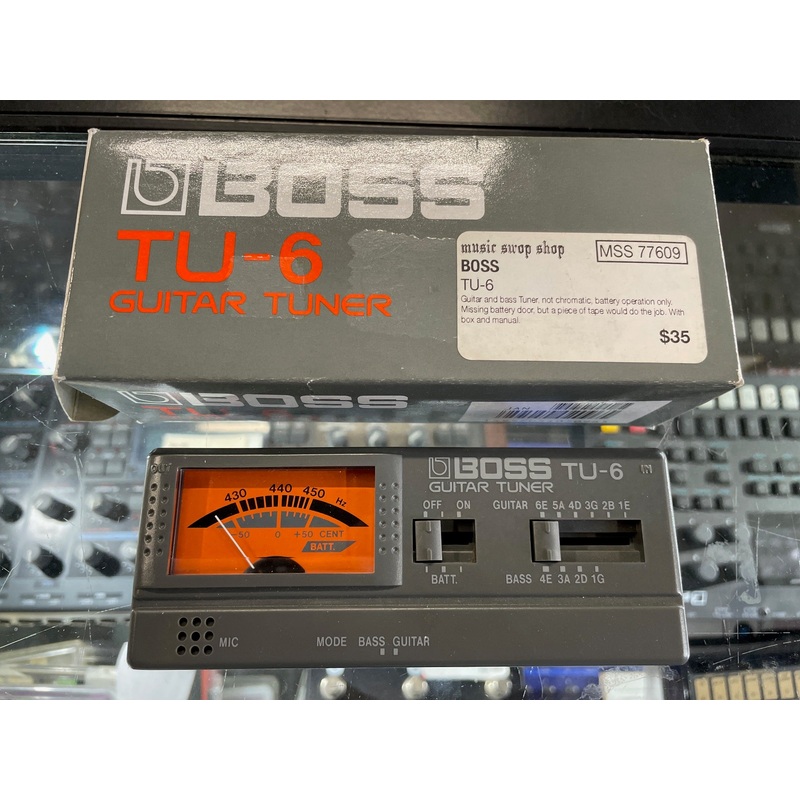 BOSS
TU-6
GUITAR TUNER
music swop shop
MSS 77609
BOSS
TU-6
Guitar and bass Tuner, not chromatic, battery operation only.
Missing battery door, but a piece of tape would do the job. With
box and manual.
$35
BOSS
OUT
BOSS TU-6
IN
GUITAR TUNER
430 440 450 Hz
-50 0 +50 CENT
BATT.
OFF ON
BATT.
GUITAR 6E 5A 4D 3G 2B 1E
BASS 4E 3A 2D 1G
MIC
MODE BASS GUITAR